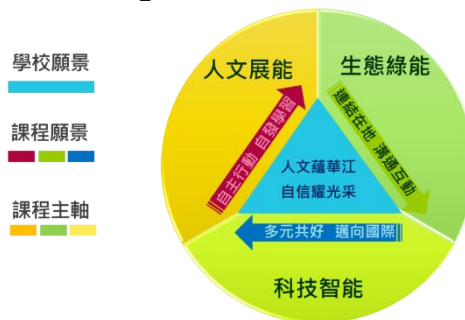 學校願景
課程願景
課程主軸
人文展能
生態綠能
自主行動 自發學習
連結在地 溝通互動
人文蘊華江
自信耀光采
多元共好 邁向國際
科技智能